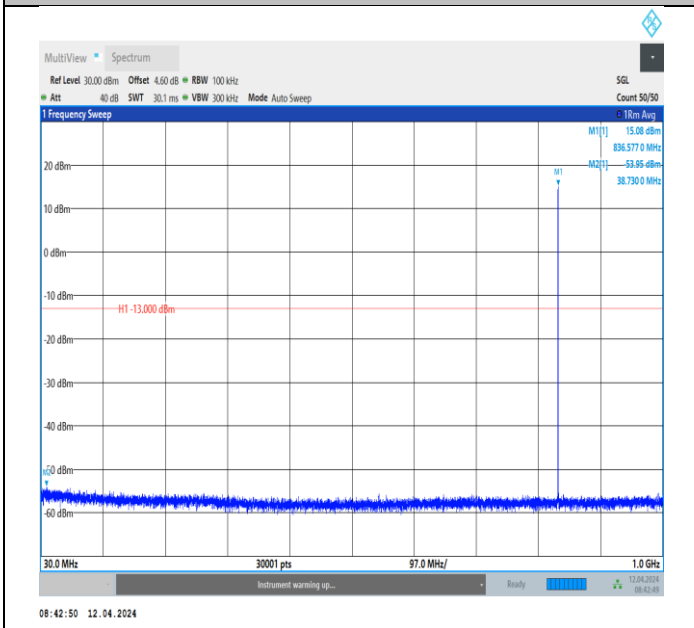 MultiView Spectrum
Ref Level 30.00 dBm Offset 4.60 dB RBW 100 kHz SGL
Att 40 dB SWT 30.1 ms VBW 300 kHz Mode Auto Sweep Count 50/50
1 Frequency Sweep 1Rm Avg
M1[1] 15.08 dBm
836.577 0 MHz
M2[1] -53.95 dBm
38.730 0 MHz
M1
20 dBm
10 dBm
0 dBm
-10 dBm
H1 -13.000 dBm
-20 dBm
-30 dBm
-40 dBm
-50 dBm
-60 dBm
30.0 MHz 30001 pts 97.0 MHz/ 1.0 GHz
Instrument warming up... Ready 12.04.2024
08:42:49
08:42:50 12.04.2024